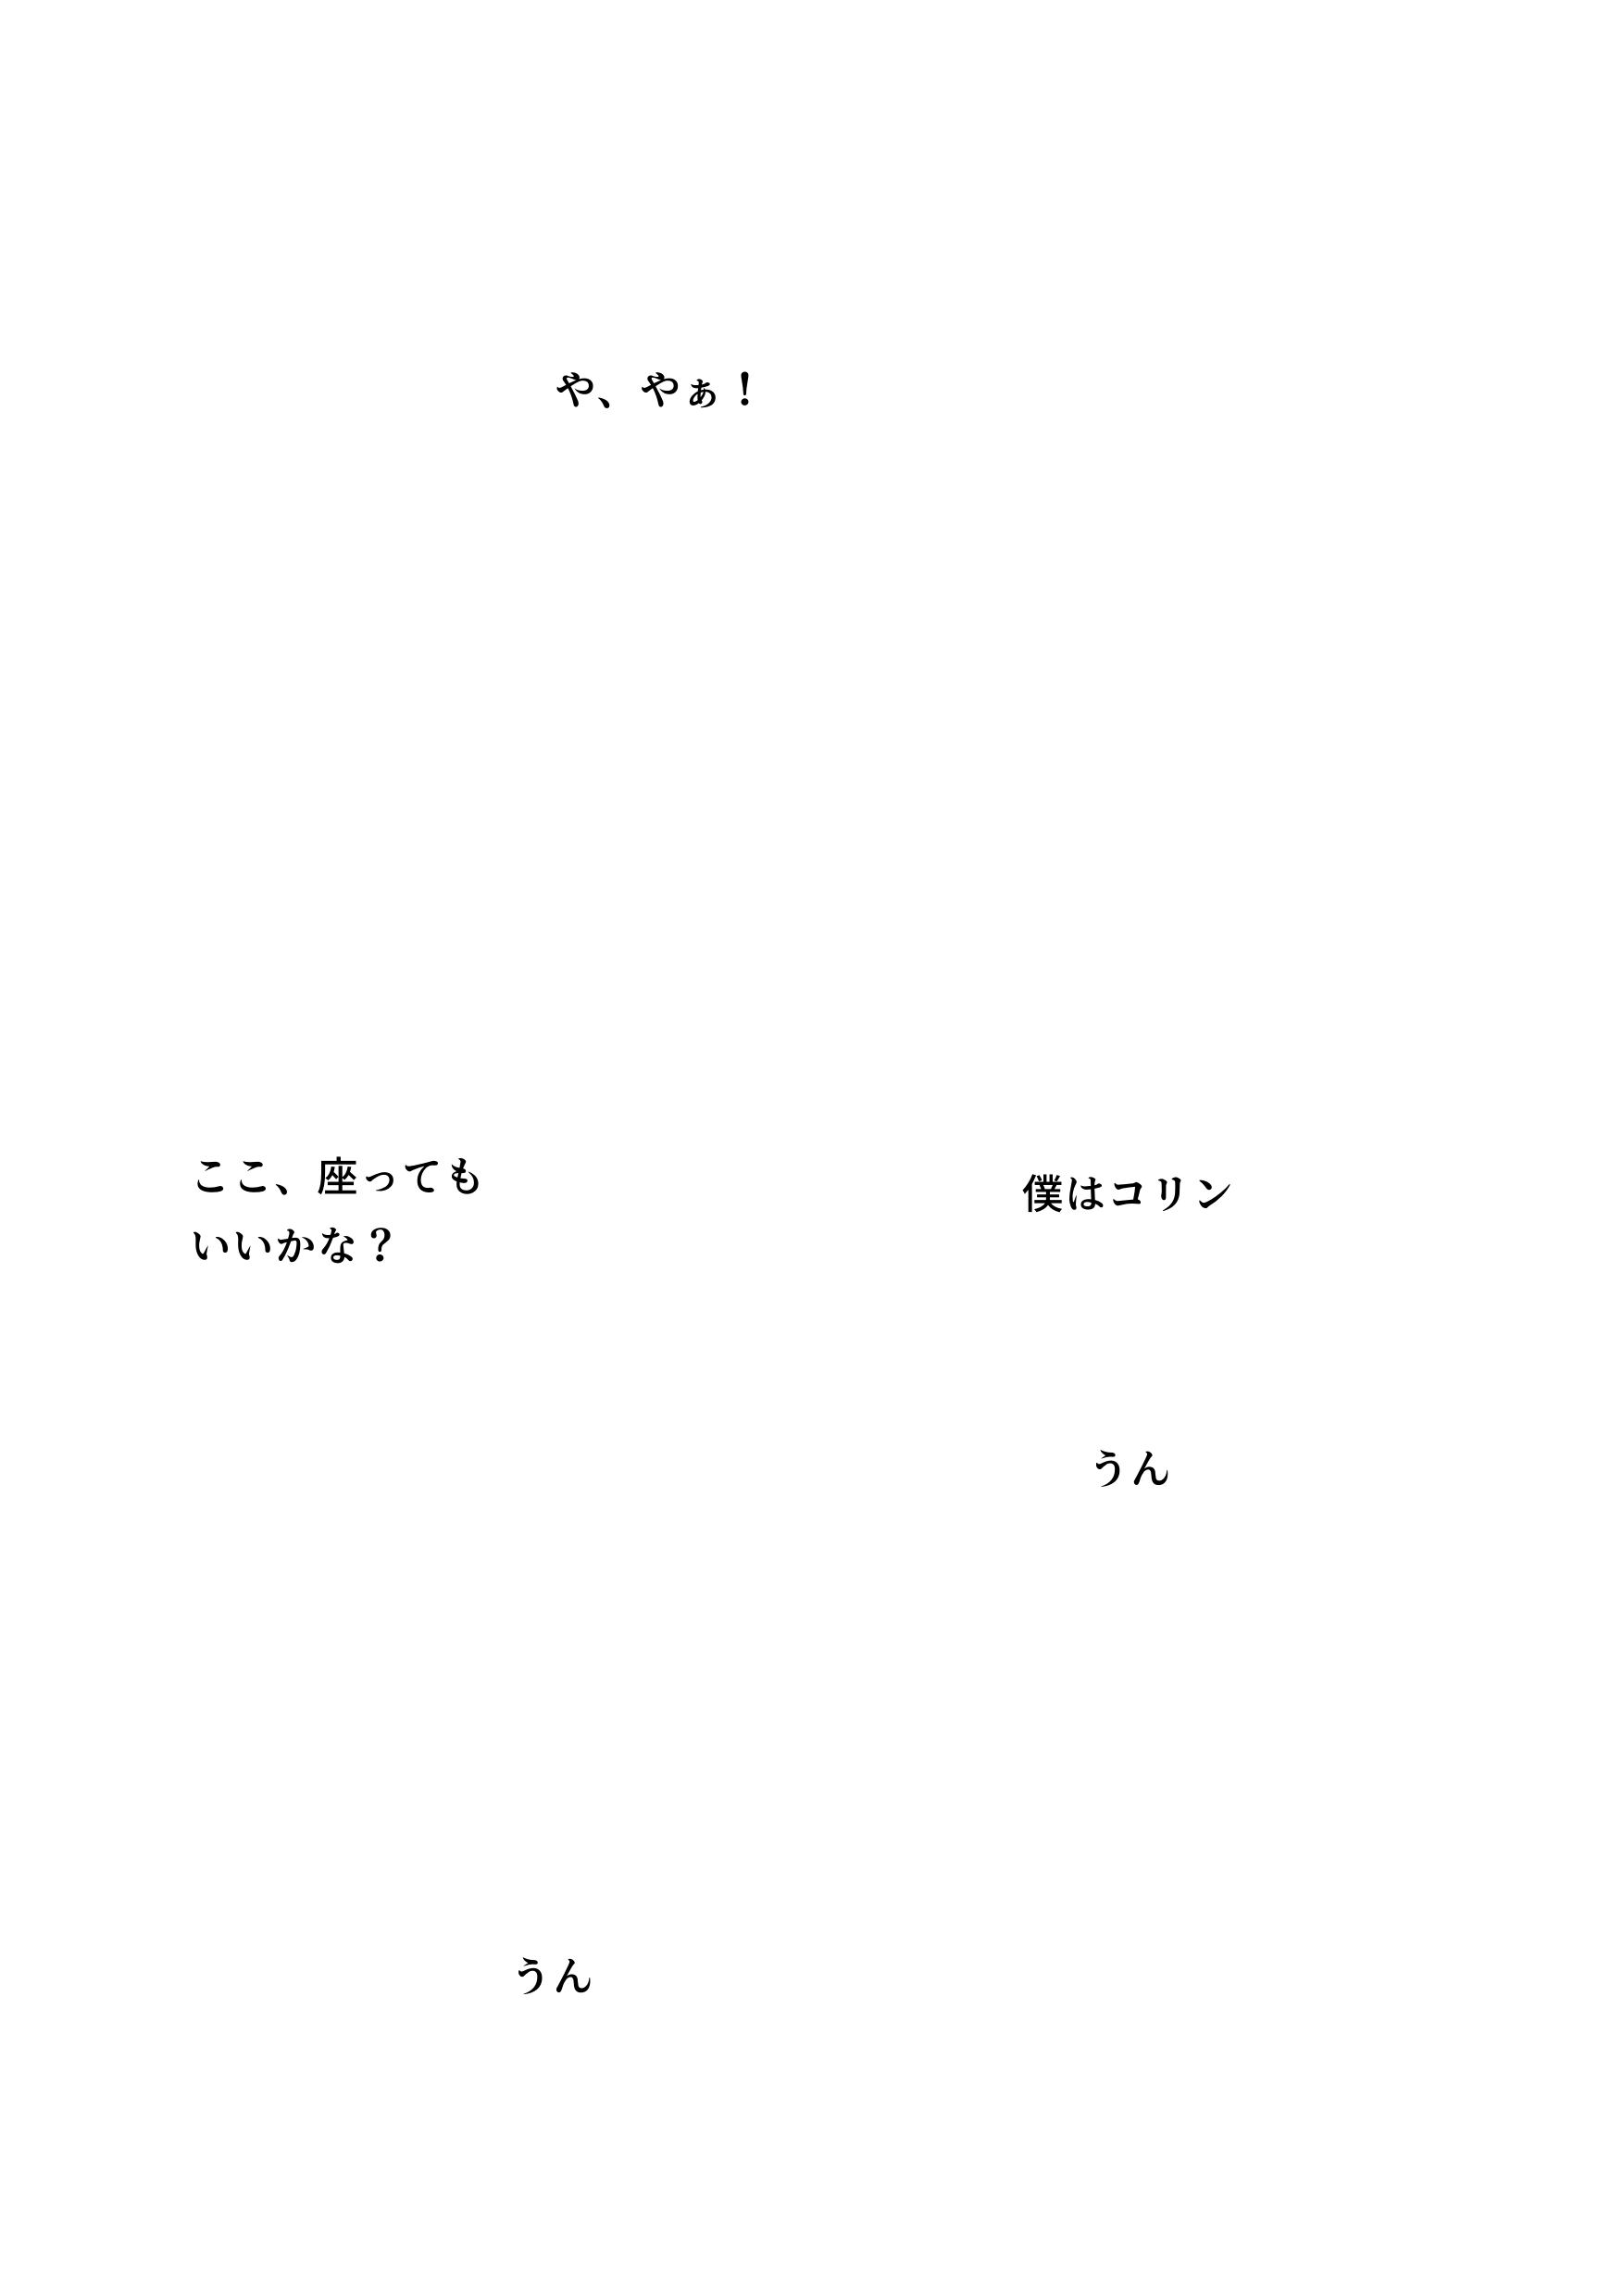 や、やぁ！
僕はコリン
うん
ここ、座っても
いいかな？
うん